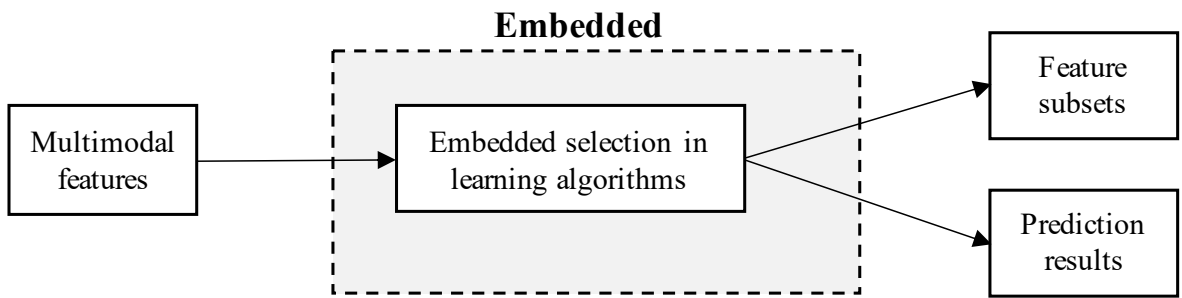 Embedded
Multimodal
features
Embedded selection in
learning algorithms
Feature
subsets
Prediction
results